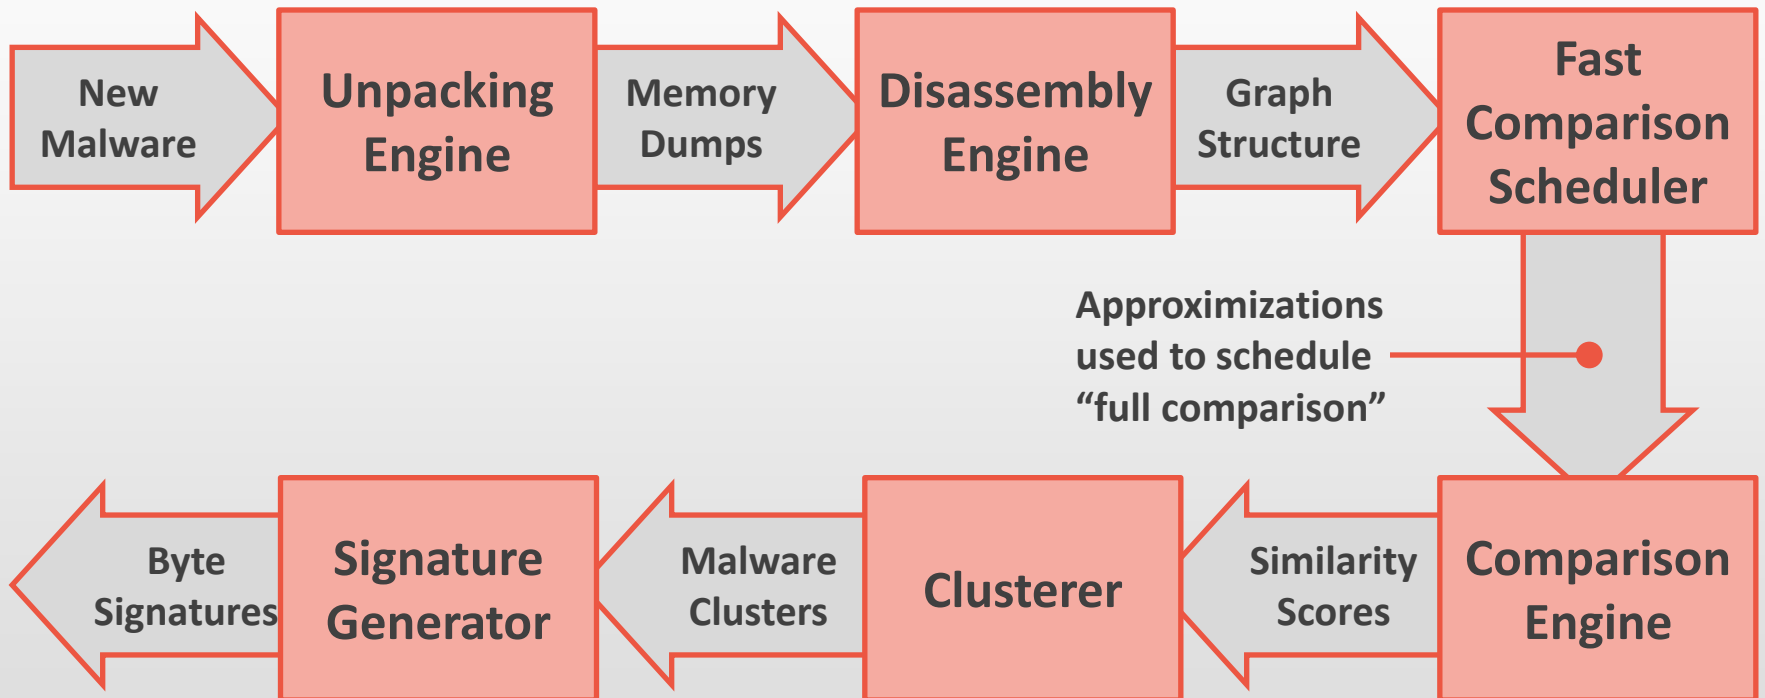 New
Malware
Unpacking
Engine
Memory
Dumps
Disassembly
Engine
Graph
Structure
Fast
Comparison
Scheduler
Approximizations
used to schedule
“full comparison”
Byte
Signatures
Signature
Generator
Malware
Clusters
Clusterer
Similarity
Scores
Comparison
Engine